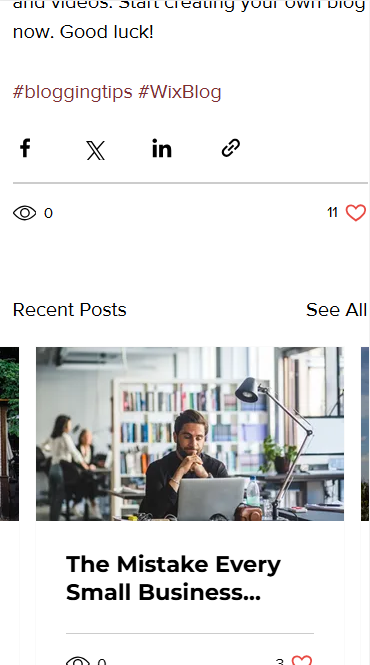 and videos. Start creating your own blog
now. Good luck!
#bloggingtips #WixBlog
0
11
Recent Posts
See All
The Mistake Every
Small Business...
0
3